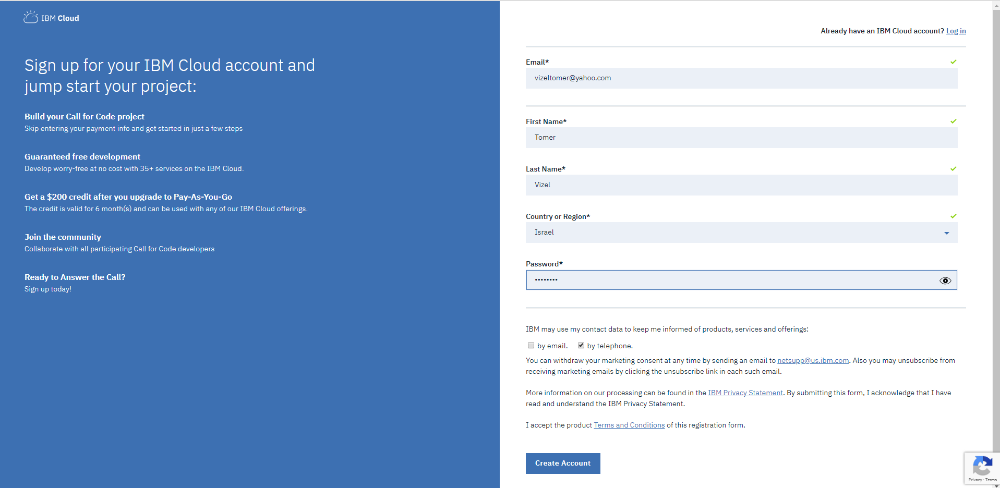 IBM Cloud
Sign up for your IBM Cloud account and
jump start your project:
Build your Call for Code project
Skip entering your payment info and get started in just a few steps
Guaranteed free development
Develop worry-free at no cost with 35+ services on the IBM Cloud.
Get a $200 credit after you upgrade to Pay-As-You-Go
The credit is valid for 6 month(s) and can be used with any of our IBM Cloud offerings.
Join the community
Collaborate with all participating Call for Code developers
Ready to Answer the Call?
Sign up today!
Already have an IBM Cloud account? Log in
Email*
vizeltomer@yahoo.com
First Name*
Tomer
Last Name*
Vizel
Country or Region*
Israel
Password*
••••••••
IBM may use my contact data to keep me informed of products, services and offerings:
by email. by telephone.
You can withdraw your marketing consent at any time by sending an email to netsupp@us.ibm.com. Also you may unsubscribe from
receiving marketing emails by clicking the unsubscribe link in each such email.
More information on our processing can be found in the IBM Privacy Statement. By submitting this form, I acknowledge that I have
read and understand the IBM Privacy Statement.
I accept the product Terms and Conditions of this registration form.
Create Account
Privacy - Terms